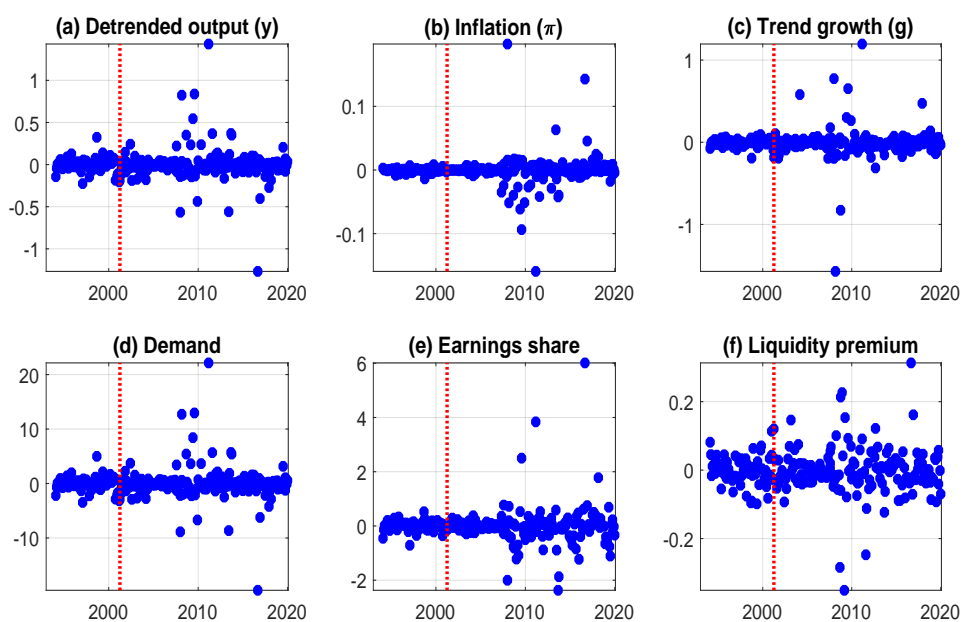 (a) Detrended output (y)
1
0.5
0
-0.5
-1
2000 2010 2020
(b) Inflation (π)
0.1
0
-0.1
2000 2010 2020
(c) Trend growth (g)
1
0
-1
2000 2010 2020
(d) Demand
20
10
0
-10
2000 2010 2020
(e) Earnings share
6
4
2
0
-2
2000 2010 2020
(f) Liquidity premium
0.2
0
-0.2
2000 2010 2020